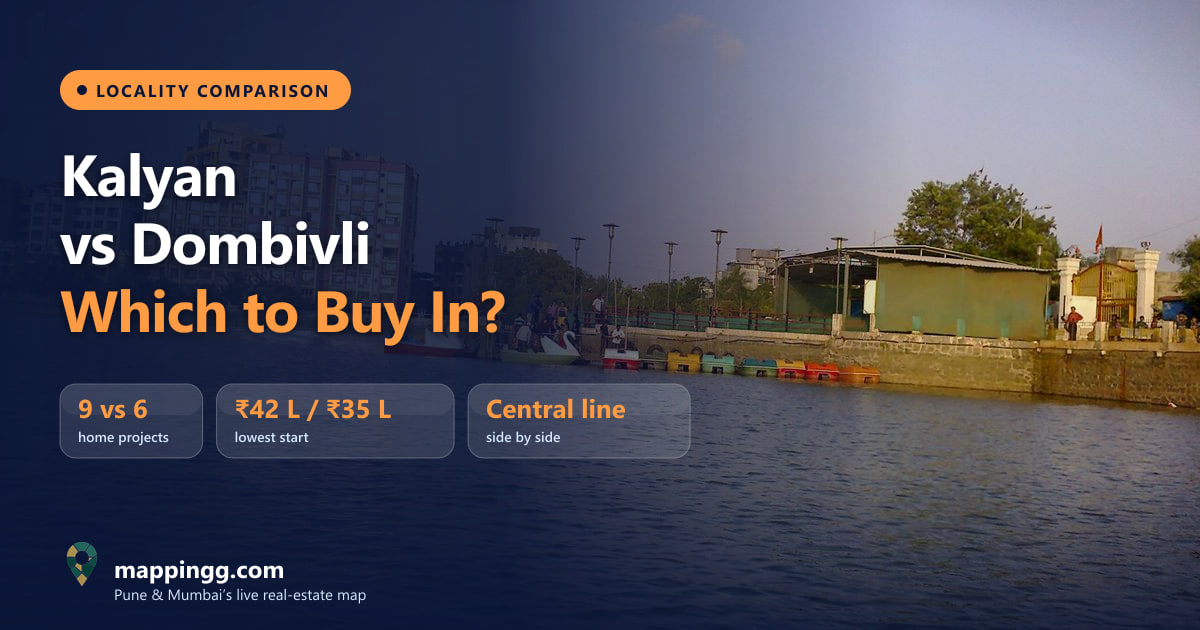 LOCALITY COMPARISON
Kalyan
vs Dombivli
Which to Buy In?
9 vs 6
home projects
₹42 L / ₹35 L
lowest start
Central line
side by side
mappingg.com
Pune & Mumbai’s live real-estate map